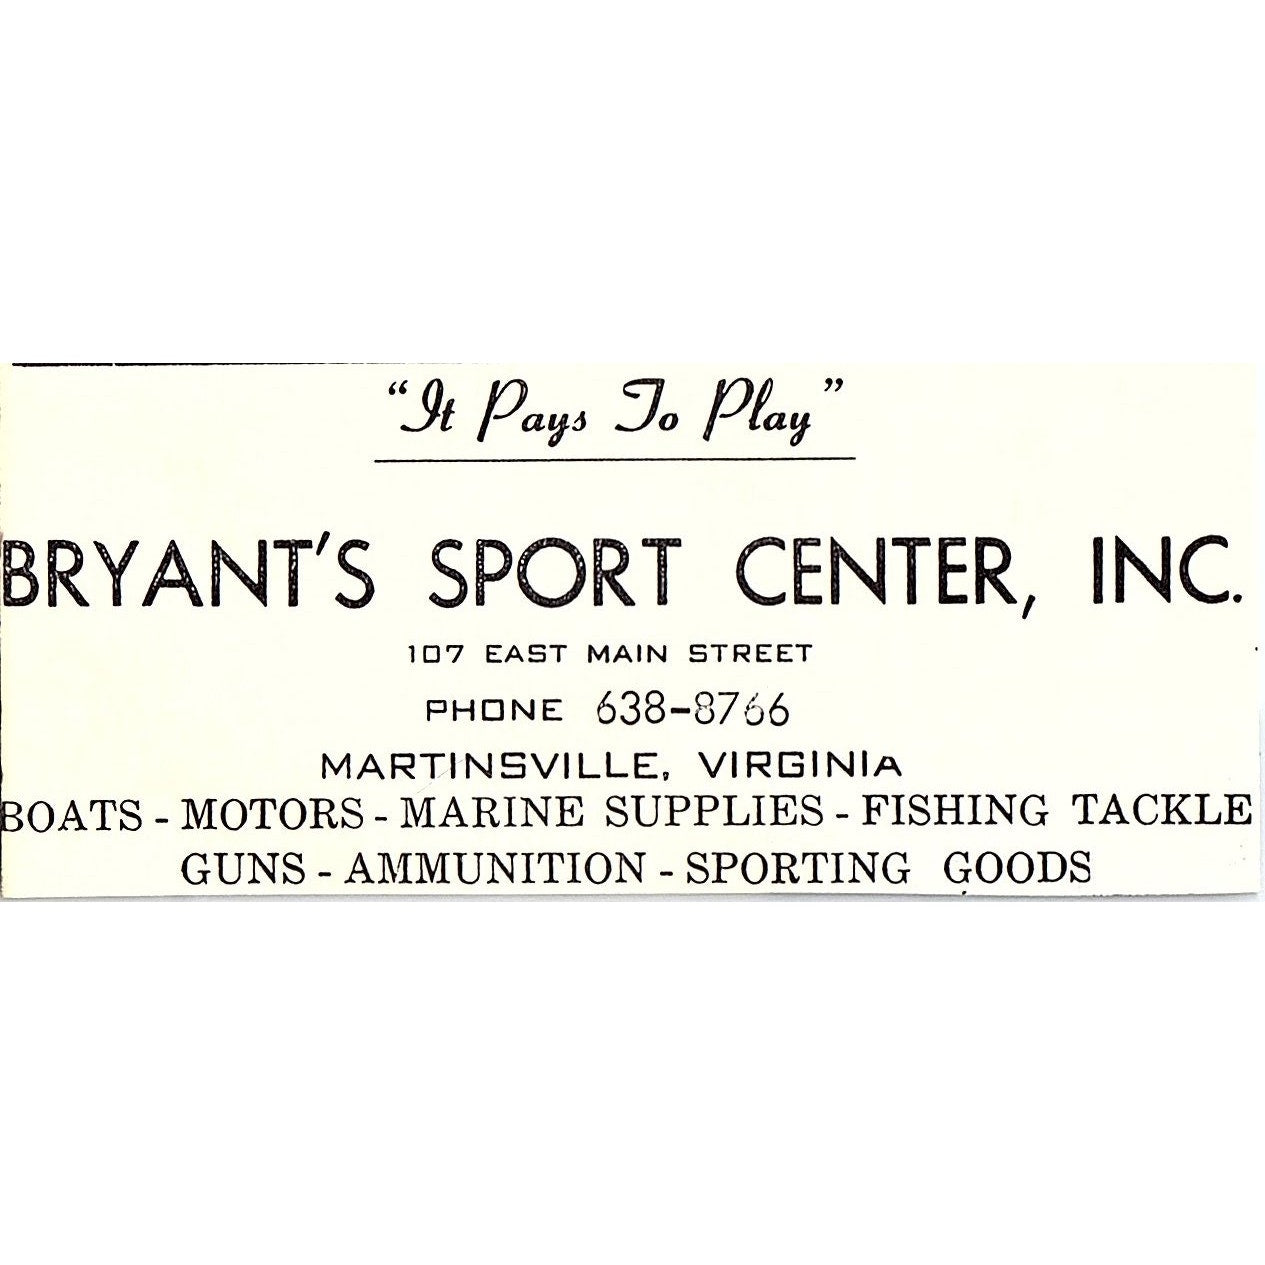 “It Pays To Play”
BRYANT'S SPORT CENTER, INC.
107 EAST MAIN STREET
PHONE 638-8766
MARTINSVILLE, VIRGINIA
BOATS - MOTORS - MARINE SUPPLIES - FISHING TACKLE
GUNS - AMMUNITION - SPORTING GOODS